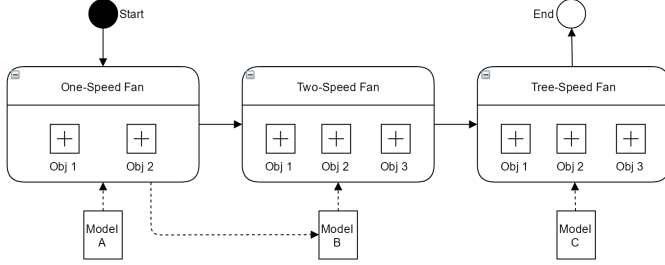 Start
End
One-Speed Fan
Two-Speed Fan
Tree-Speed Fan
Obj 1
Obj 2
Obj 1
Obj 2
Obj 3
Obj 1
Obj 2
Obj 3
Model
A
Model
B
Model
C